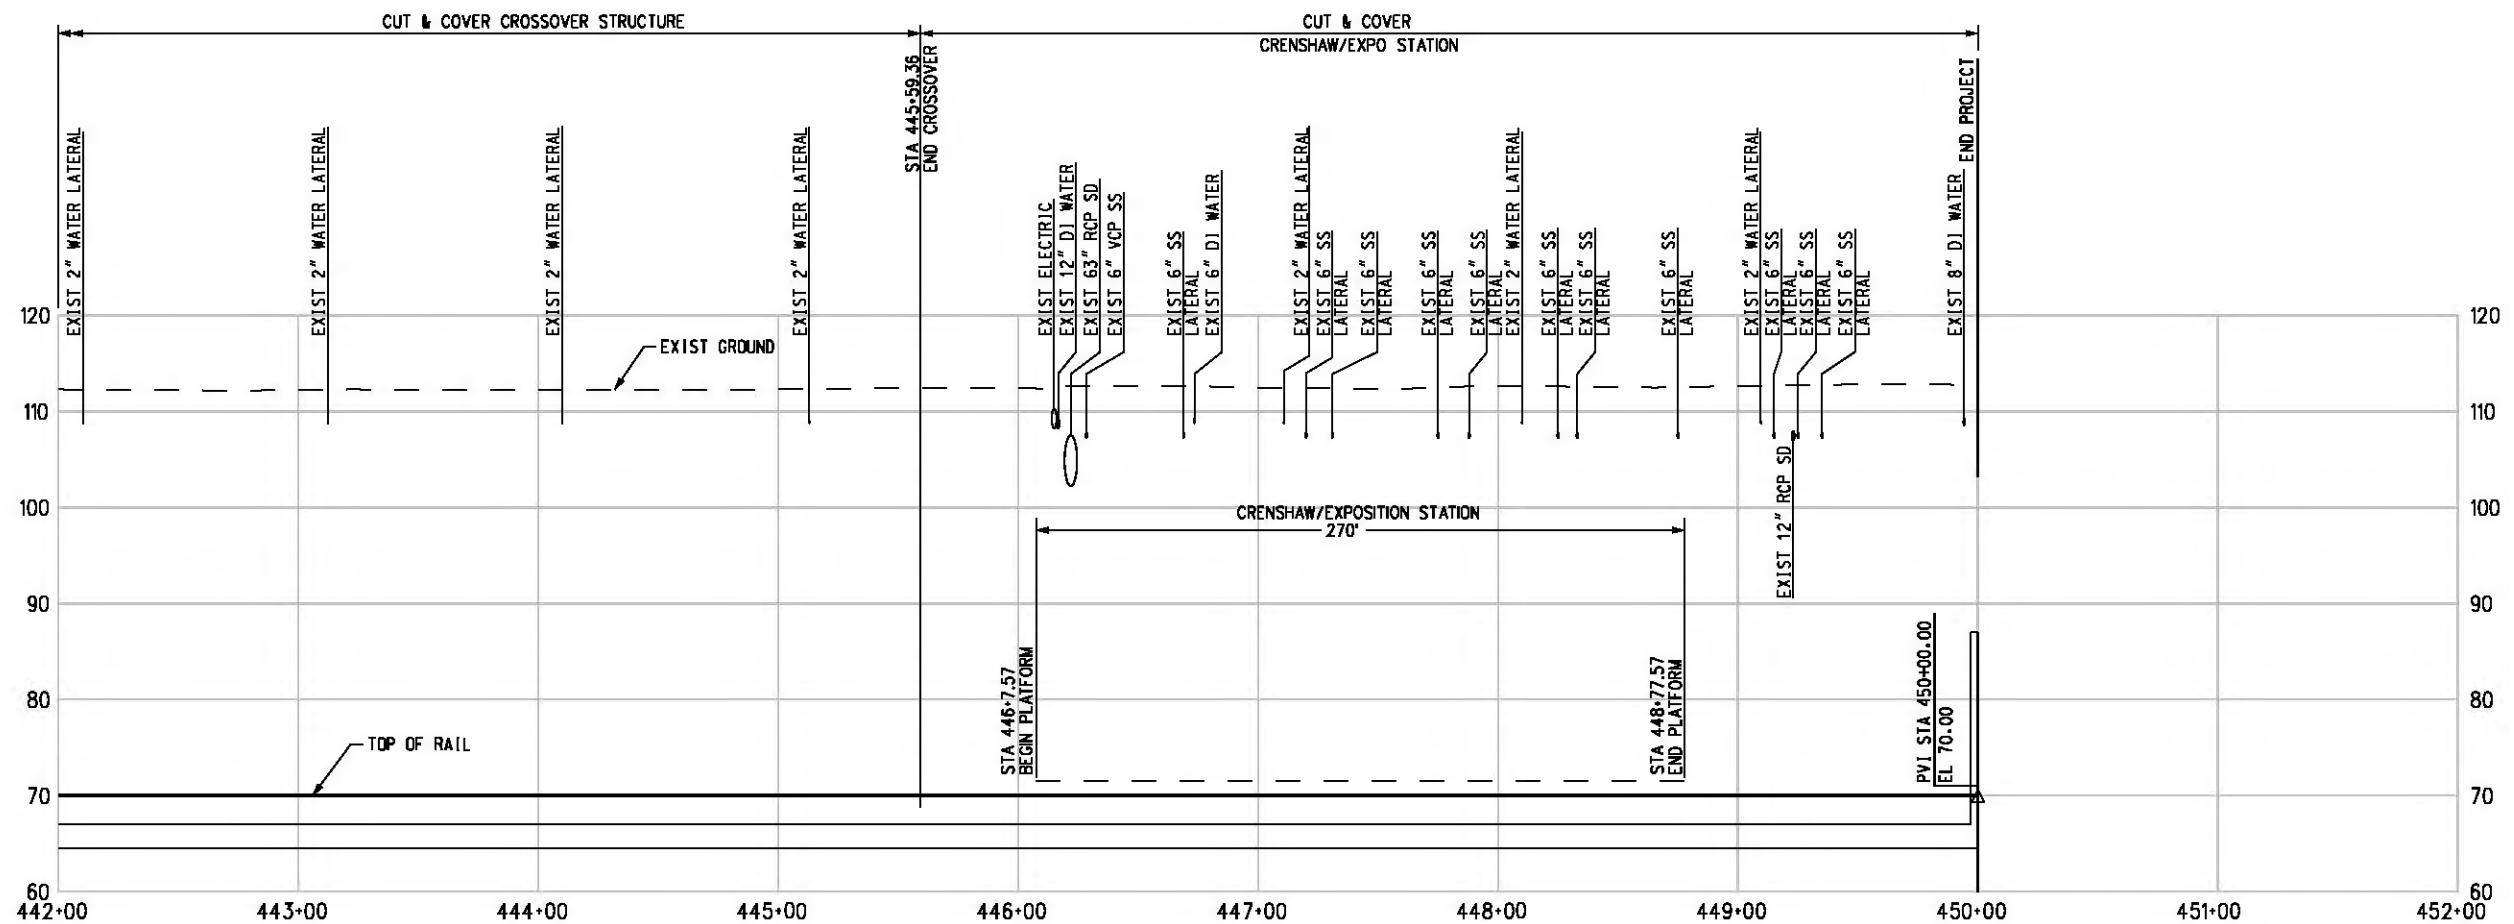 CUT & COVER CROSSOVER STRUCTURE
CUT & COVER
CRENSHAW/EXPO STATION
STA 445+59.36
END CROSSOVER
END PROJECT
EXIST 2" WATER LATERAL
EXIST 2" WATER LATERAL
EXIST 2" WATER LATERAL
EXIST 2" WATER LATERAL
EXIST ELECTRIC
EXIST 12" DI WATER
EXIST 63" RCP SD
EXIST 6" VCP SS
EXIST 6" SS
LATERAL
EXIST 6" DI WATER
EXIST 2" WATER LATERAL
EXIST 6" SS
LATERAL
EXIST 6" SS
LATERAL
EXIST 6" SS
LATERAL
EXIST 6" SS
LATERAL
EXIST 2" WATER LATERAL
EXIST 6" SS
LATERAL
EXIST 6" SS
LATERAL
EXIST 6" SS
LATERAL
EXIST 2" WATER LATERAL
EXIST 6" SS
LATERAL
EXIST 6" SS
LATERAL
EXIST 6" SS
LATERAL
EXIST 8" DI WATER
120
120
EXIST GROUND
110
110
EXIST 12" RCP SD
100
100
CRENSHAW/EXPOSITION STATION
270'
90
90
STA 446+7.57
BEGIN PLATFORM
STA 448+77.57
END PLATFORM
PVI STA 450+00.00
EL 70.00
80
80
TOP OF RAIL
70
70
60
60
442+00
443+00
444+00
445+00
446+00
447+00
448+00
449+00
450+00
451+00
452+00